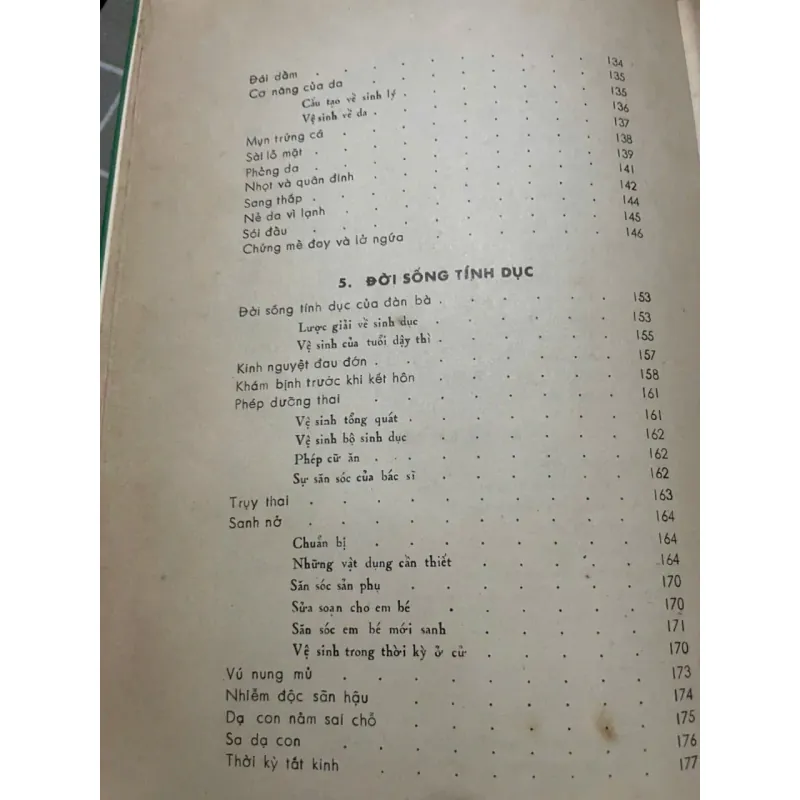 Đái dầm . . . . . . . . . 134
Cơ năng của da . . . . . . . . 135
Cấu tạo về sinh lý . . . . . . . 135
Vệ sinh về da . . . . . . . . 136
Mụn trứng cá . . . . . . . . . 137
Sài lỗ mặt . . . . . . . . . 138
Phỏng da . . . . . . . . . 139
Nhọt và quân đinh . . . . . . . . 141
Sang thấp . . . . . . . . . 142
Nẻ da vì lạnh . . . . . . . . . 144
Sói đầu . . . . . . . . . 145
Chứng mề đay và lở ngứa . . . . . . 146
5. ĐỜI SỐNG TÍNH DỤC
Đời sống tính dục của đàn bà . . . . . . 153
Lược giải về sinh dục . . . . . . 153
Vệ sinh của tuổi dậy thì . . . . . . 155
Kinh nguyệt đau đớn . . . . . . . 157
Khám bịnh trước khi kết hôn . . . . . . 158
Phép dưỡng thai . . . . . . . . 161
Vệ sinh tổng quát . . . . . . 161
Vệ sinh bộ sinh dục . . . . . . 162
Phép cữ ăn . . . . . . . 162
Sự săn sóc của bác sĩ . . . . . . 162
Trụy thai . . . . . . . . . 163
Sanh nở . . . . . . . . . 164
Chuẩn bị . . . . . . . 164
Những vật dụng cần thiết . . . . . 164
Săn sóc sản phụ . . . . . . 170
Sửa soạn cho em bé . . . . . 170
Săn sóc em bé mới sanh . . . . . 171
Vệ sinh trong thời kỳ ở cử . . . . . 170
Vú nung mủ . . . . . . . . 173
Nhiễm độc sãn hậu . . . . . . . 174
Dạ con nằm sai chỗ . . . . . . . 175
Sa dạ con . . . . . . . . 176
Thời kỳ tắt kinh . . . . . . . 177